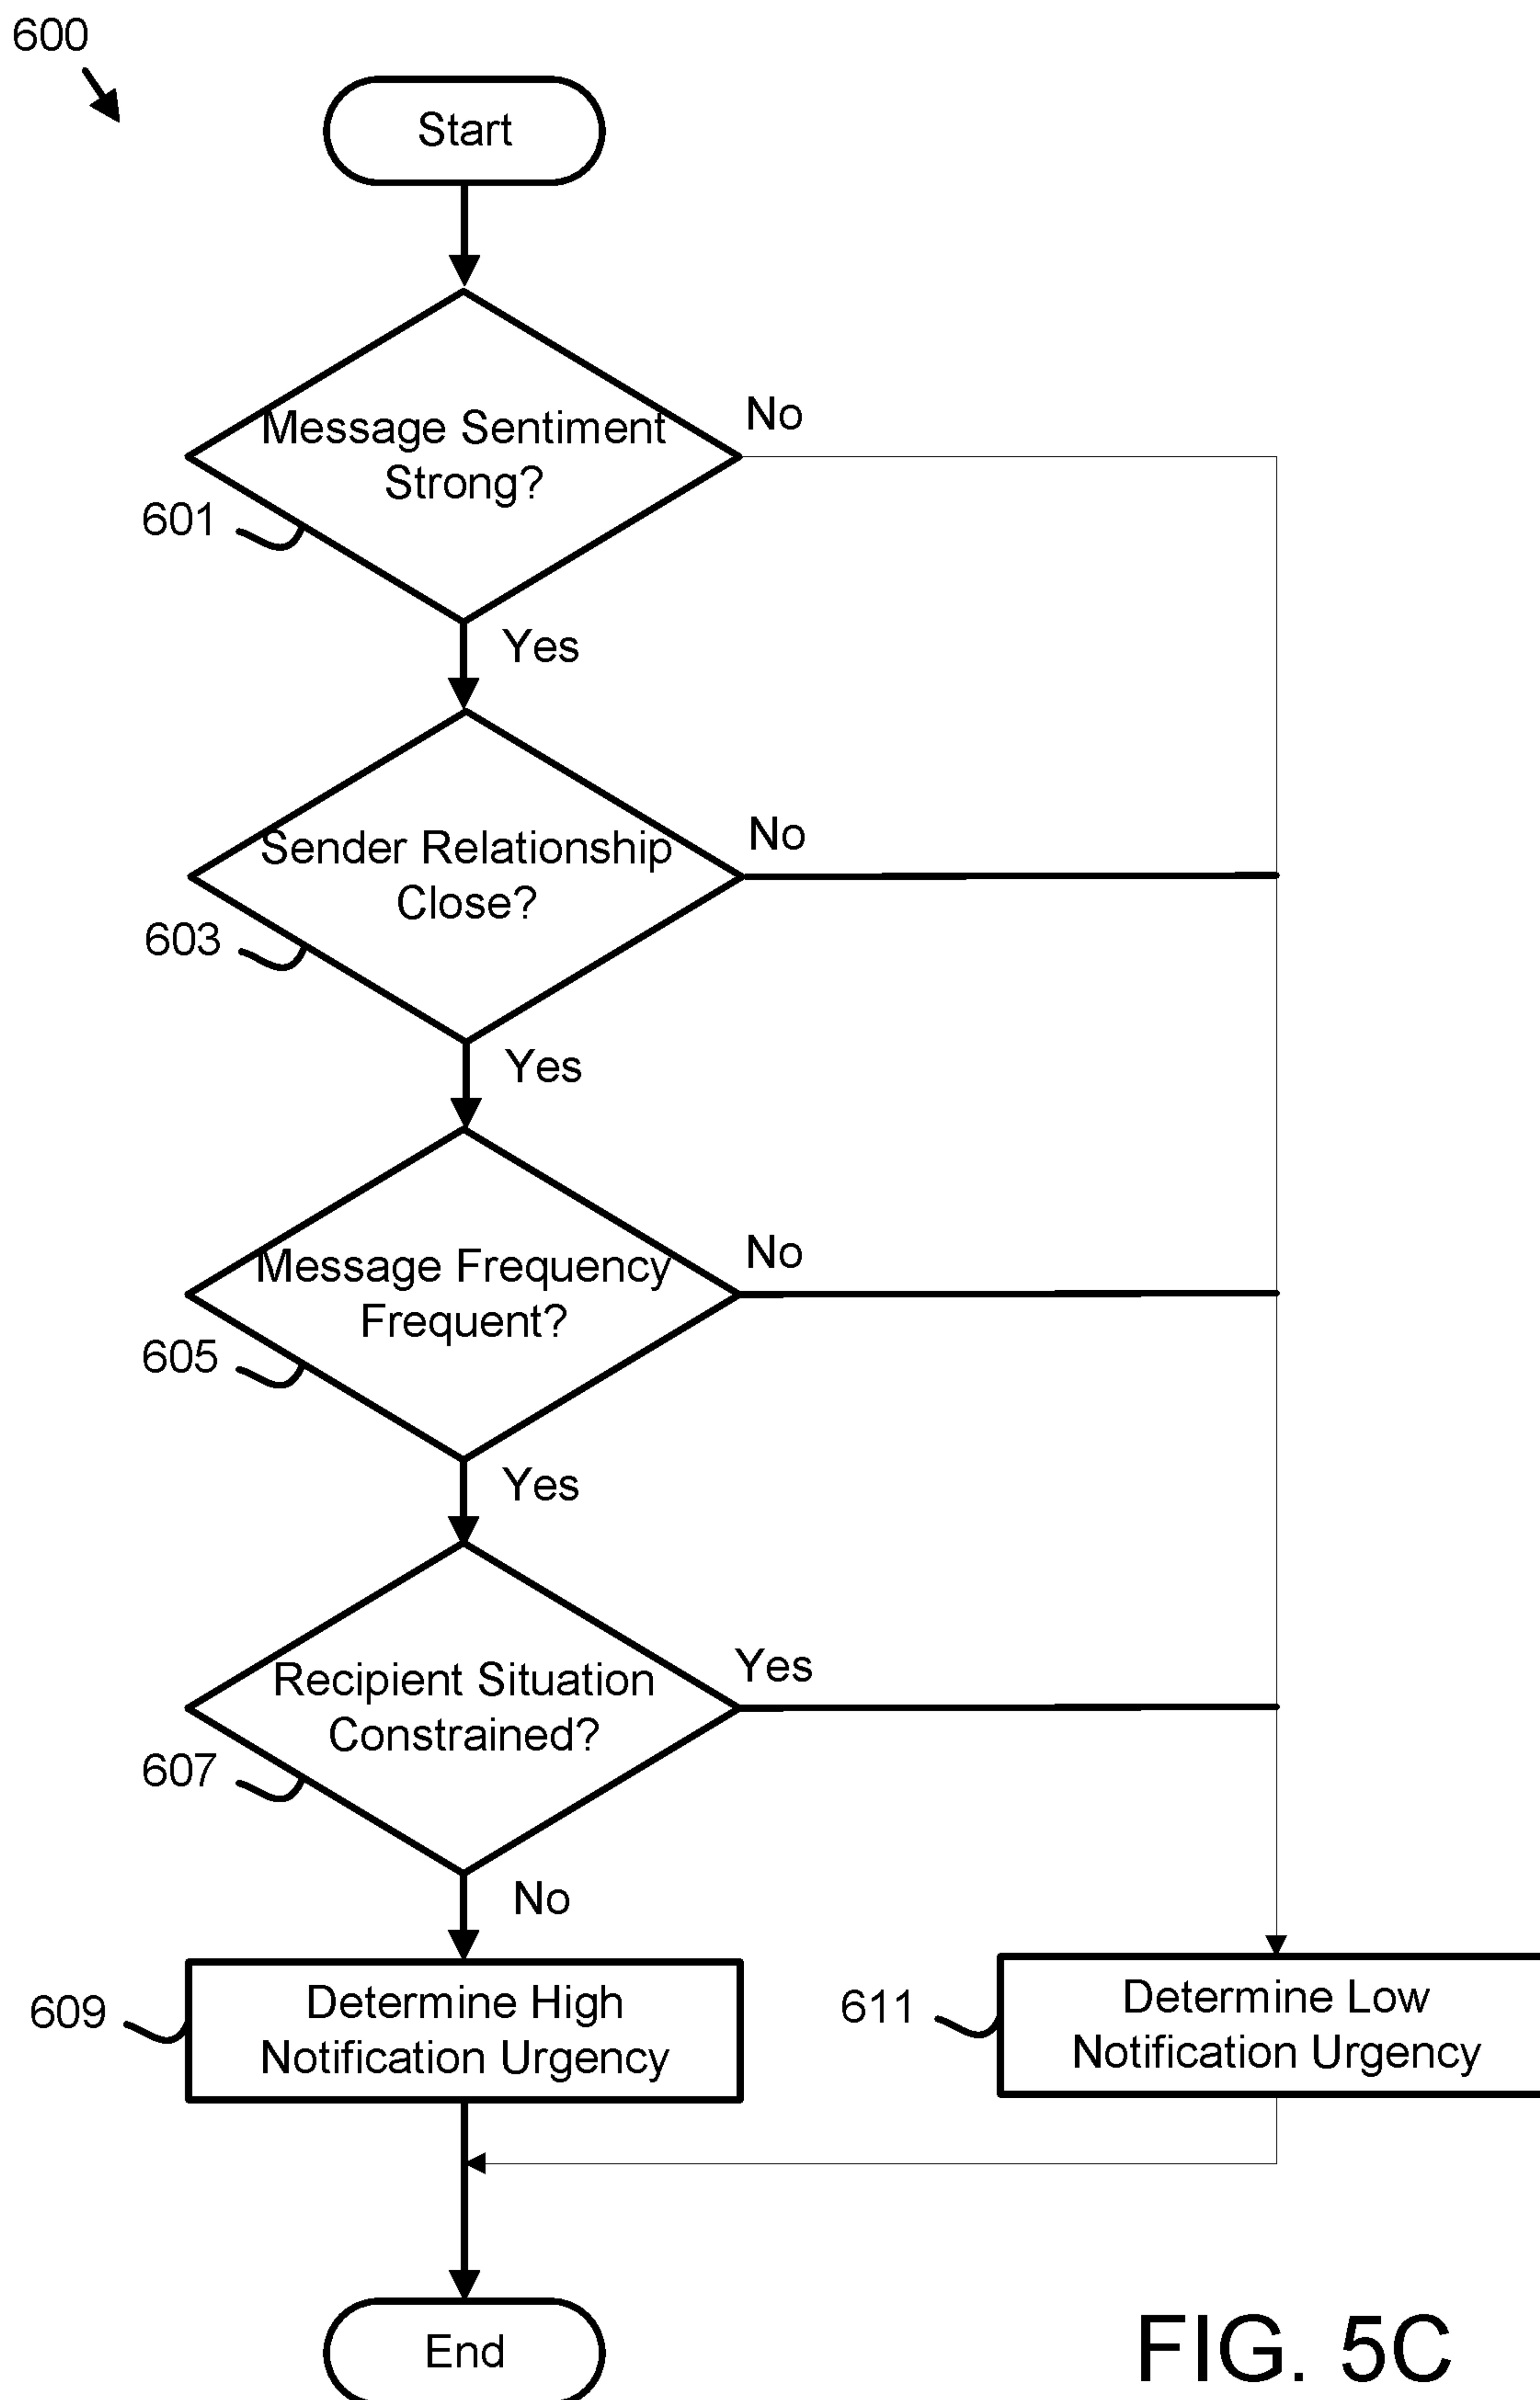 600
Start
Message Sentiment
Strong?
No
601
Yes
Sender Relationship
Close?
No
603
Yes
Message Frequency
Frequent?
No
605
Yes
Recipient Situation
Constrained?
Yes
607
No
609
Determine High
Notification Urgency
611
Determine Low
Notification Urgency
End
FIG. 5C